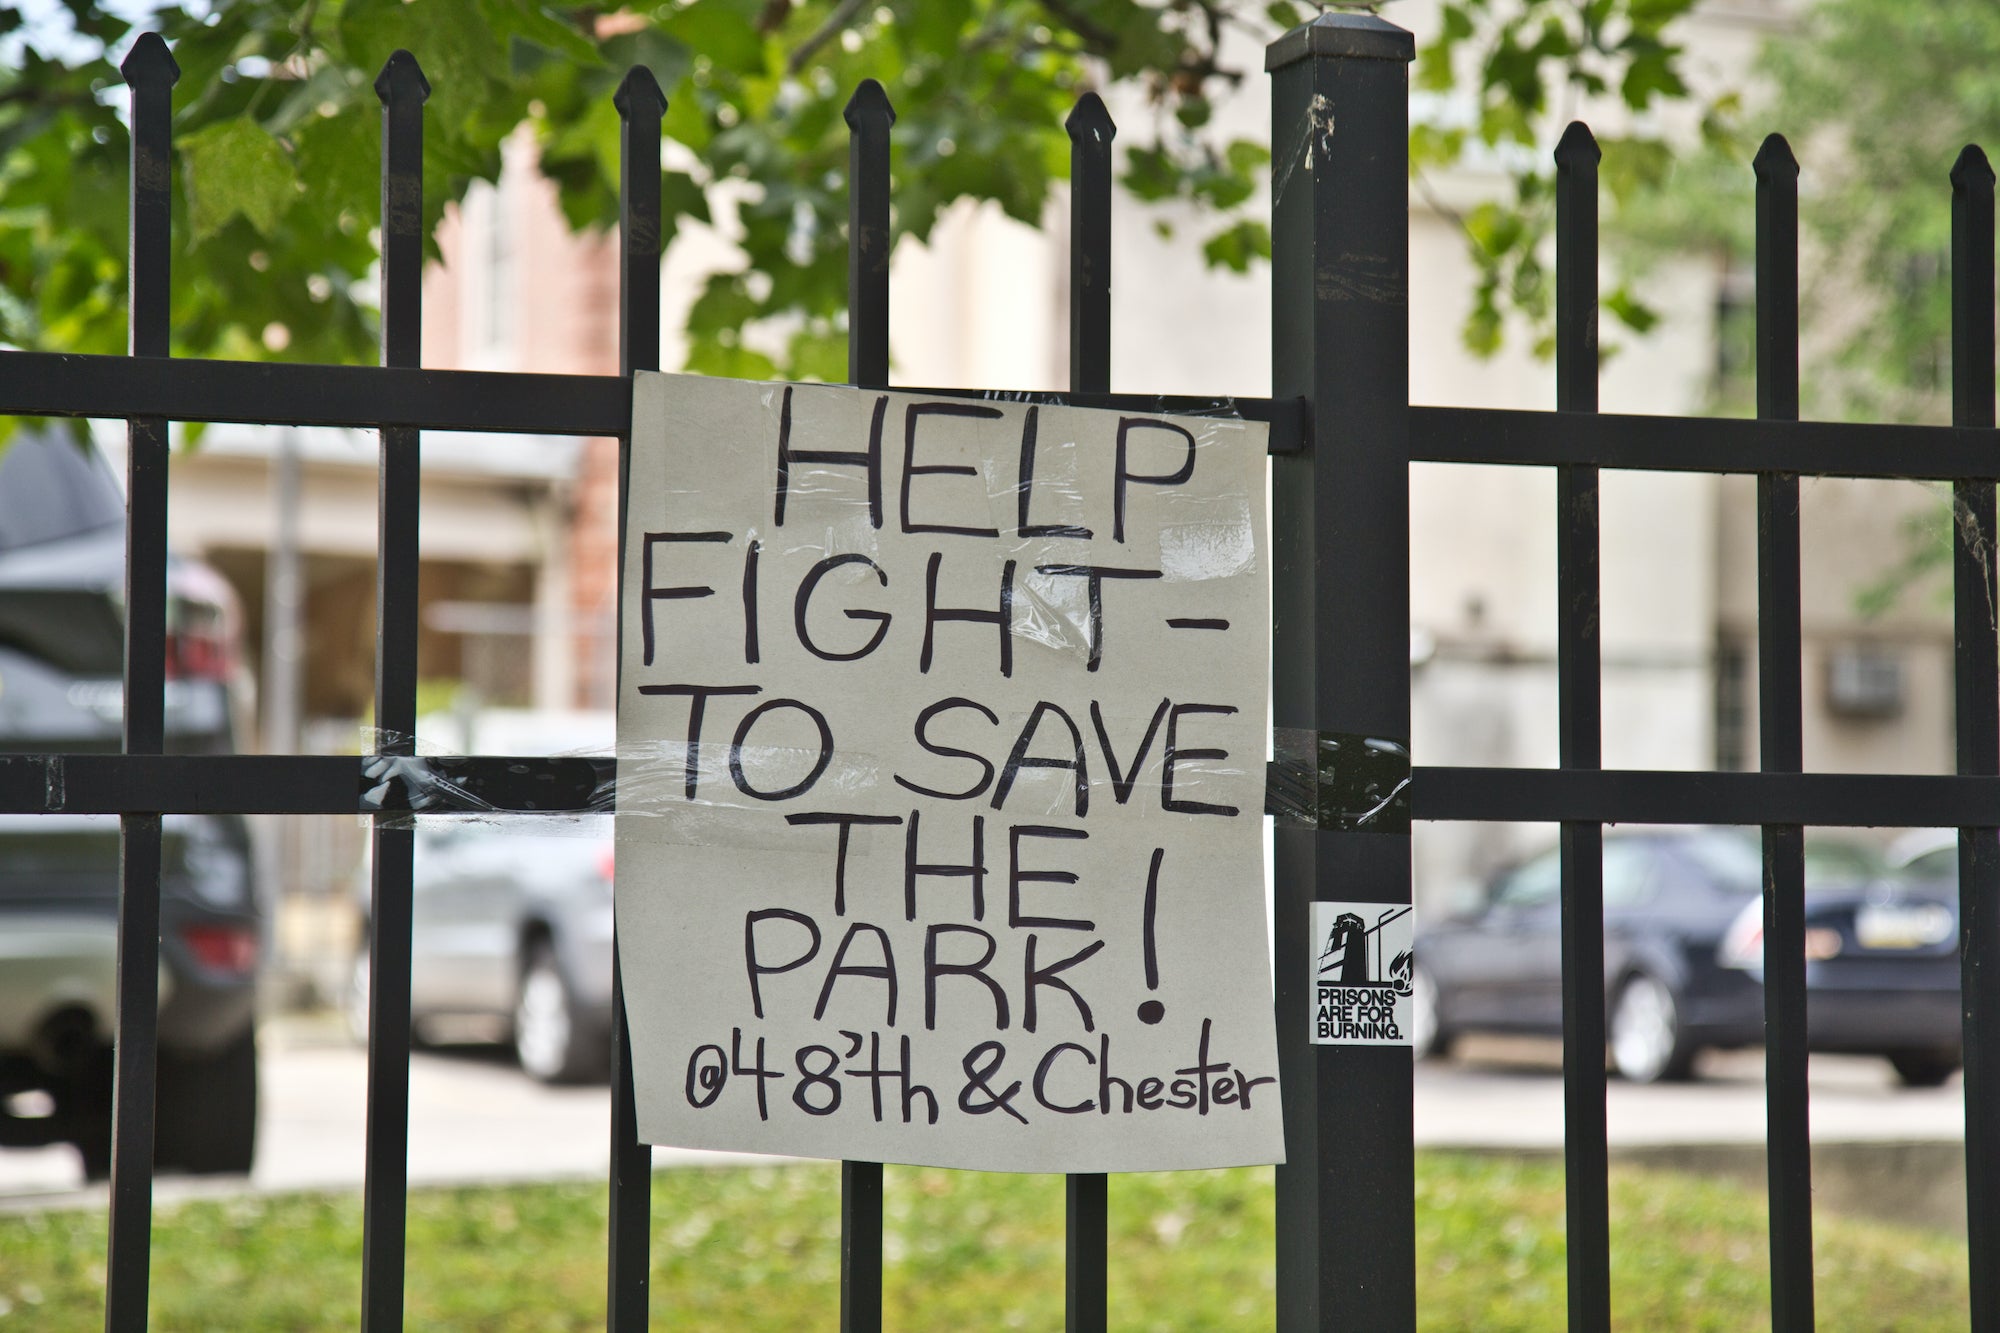 HELP
FIGHT-
TO SAVE
THE
PARK!
@48'th & Chester
PRISONS
ARE FOR
BURNING.